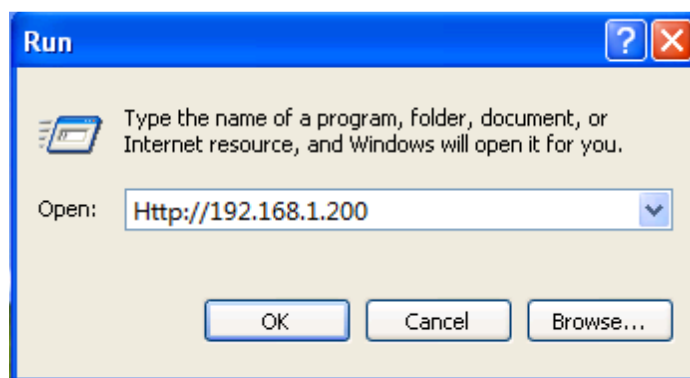 Run
Type the name of a program, folder, document, or
Internet resource, and Windows will open it for you.
Open: Http://192.168.1.200
OK Cancel Browse...